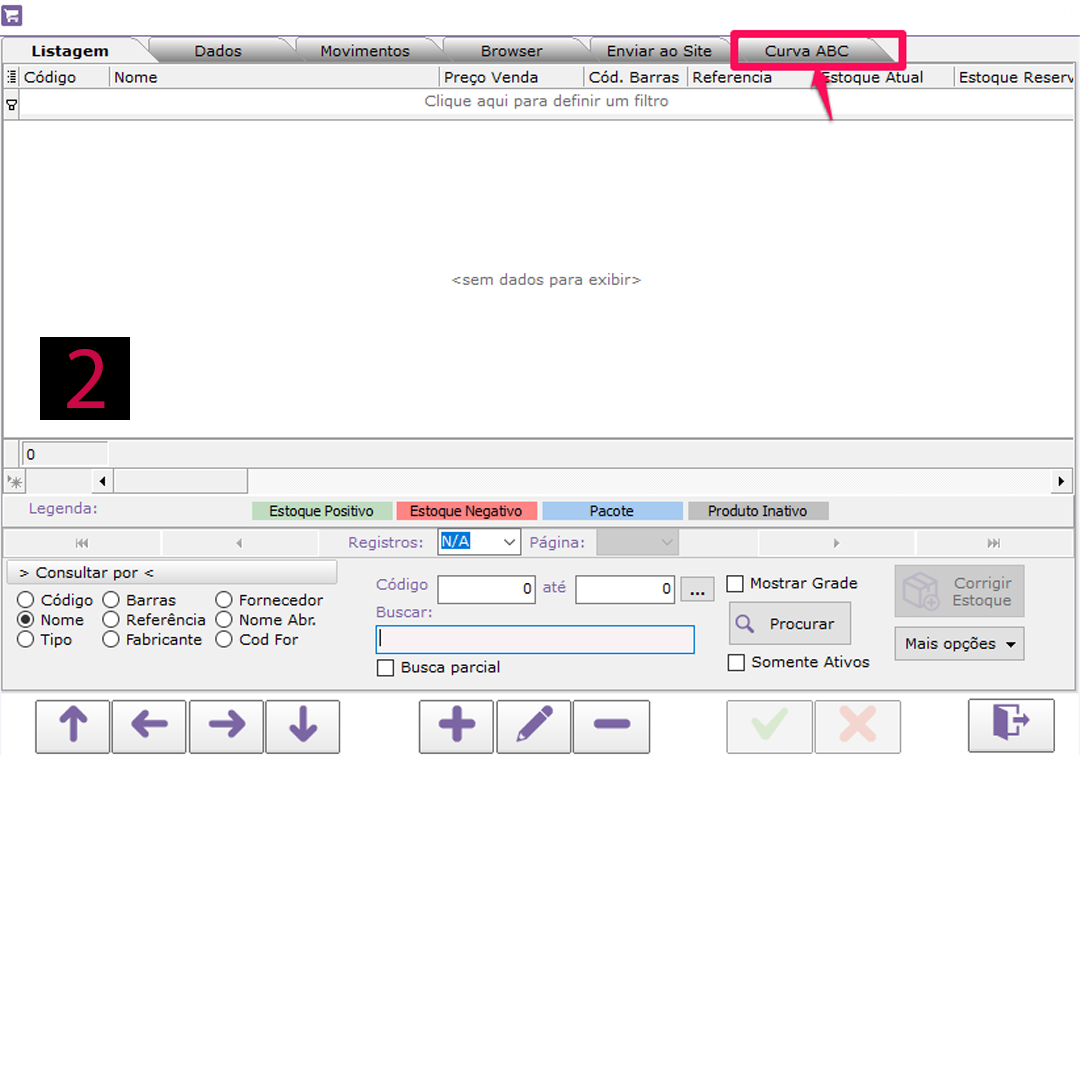 Listagem Dados Movimentos Browser Enviar ao Site Curva ABC
Código Nome Preço Venda Cód. Barras Referencia Estoque Atual Estoque Reserv
Clique aqui para definir um filtro
<sem dados para exibir>
2
0
Legenda: Estoque Positivo Estoque Negativo Pacote Produto Inativo
Registros: N/A Página:
> Consultar por <
Código Barras Fornecedor
Nome Referência Nome Abr.
Tipo Fabricante Cod For
Código 0 até 0 ...
Buscar:
Busca parcial
Mostrar Grade
Procurar
Somente Ativos
Corrigir
Estoque
Mais opções